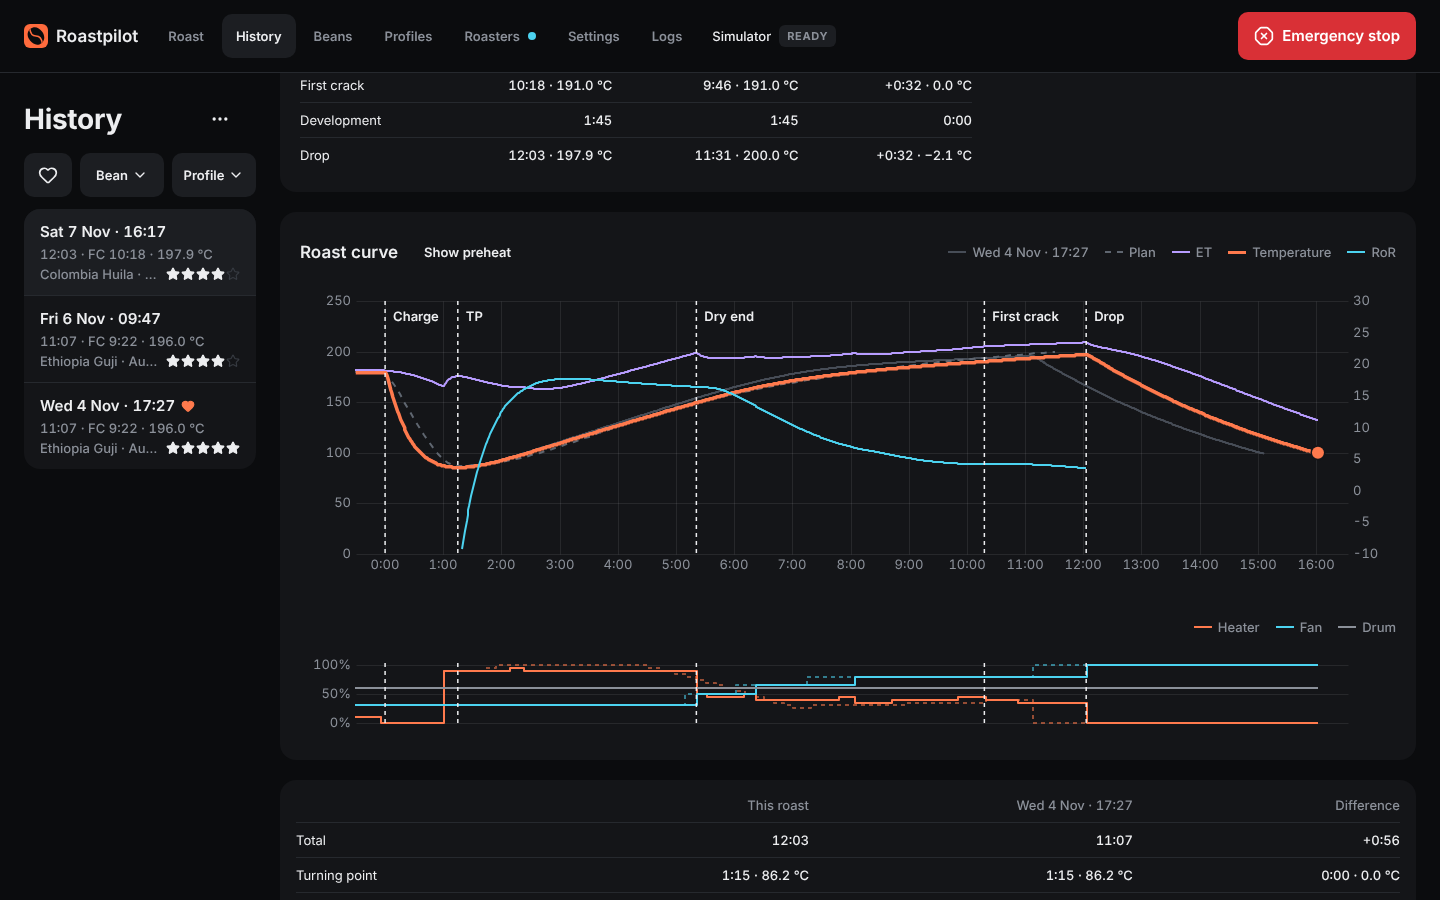 Roastpilot Roast History Beans Profiles Roasters Settings Logs Simulator READY Emergency stop
History
Bean Profile
Sat 7 Nov · 16:17
12:03 · FC 10:18 · 197.9 °C
Colombia Huila · ...
Fri 6 Nov · 09:47
11:07 · FC 9:22 · 196.0 °C
Ethiopia Guji · Au...
Wed 4 Nov · 17:27
11:07 · FC 9:22 · 196.0 °C
Ethiopia Guji · Au...
First crack 10:18 · 191.0 °C 9:46 · 191.0 °C +0:32 · 0.0 °C
Development 1:45 1:45 0:00
Drop 12:03 · 197.9 °C 11:31 · 200.0 °C +0:32 · −2.1 °C
Roast curve Show preheat Wed 4 Nov · 17:27 Plan ET Temperature RoR
250 30
Charge TP Dry end First crack Drop
25
200
20
150 15
10
100 5
0
50
-5
0 -10
0:00 1:00 2:00 3:00 4:00 5:00 6:00 7:00 8:00 9:00 10:00 11:00 12:00 13:00 14:00 15:00 16:00
Heater Fan Drum
100%
50%
0%
This roast Wed 4 Nov · 17:27 Difference
Total 12:03 11:07 +0:56
Turning point 1:15 · 86.2 °C 1:15 · 86.2 °C 0:00 · 0.0 °C